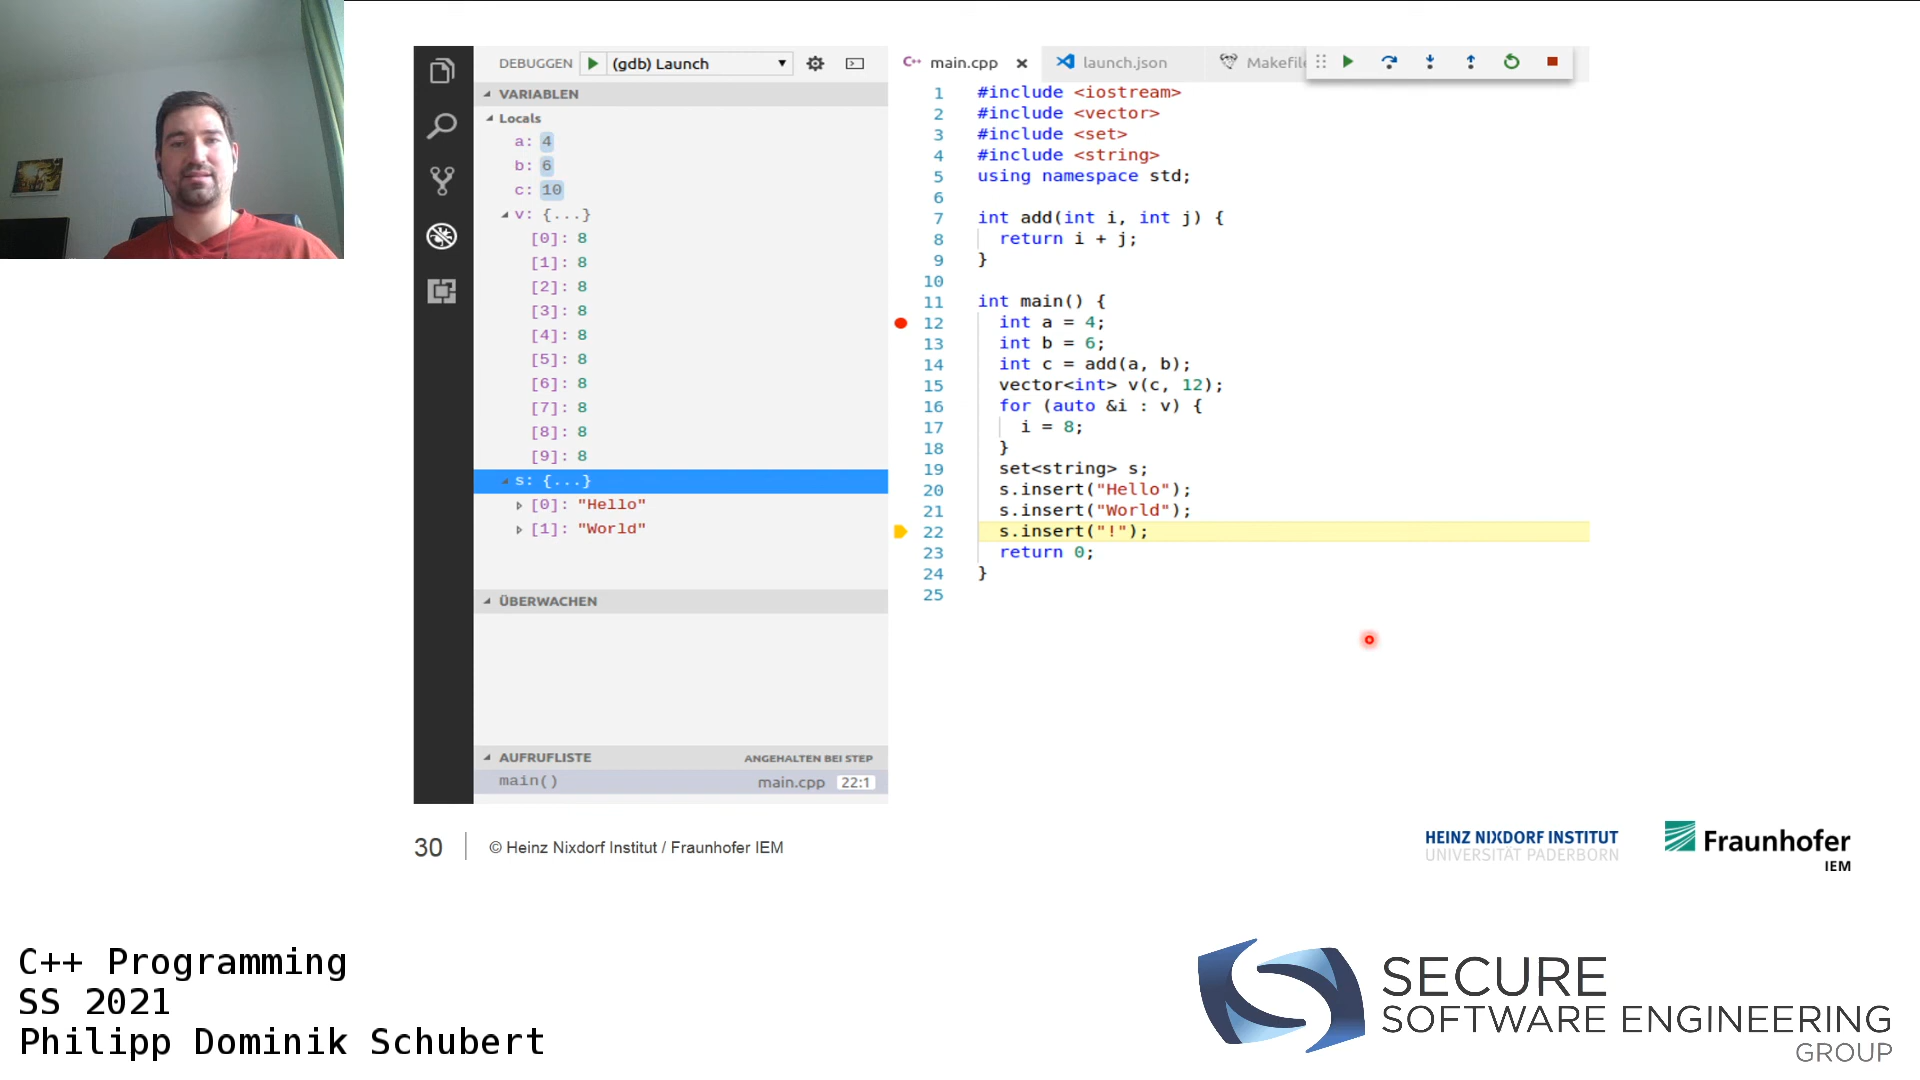 DEBUGGEN (gdb) Launch
VARIABLEN
Locals
a: 4
b: 6
c: 10
v: {...}
[0]: 8
[1]: 8
[2]: 8
[3]: 8
[4]: 8
[5]: 8
[6]: 8
[7]: 8
[8]: 8
[9]: 8
s: {...}
[0]: "Hello"
[1]: "World"
ÜBERWACHEN
AUFRUFLISTE ANGEHALTEN BEI STEP
main() main.cpp 22:1
C++ main.cpp launch.json Makefile
1 #include <iostream>
2 #include <vector>
3 #include <set>
4 #include <string>
5 using namespace std;
6
7 int add(int i, int j) {
8 return i + j;
9 }
10
11 int main() {
12 int a = 4;
13 int b = 6;
14 int c = add(a, b);
15 vector<int> v(c, 12);
16 for (auto &i : v) {
17 i = 8;
18 }
19 set<string> s;
20 s.insert("Hello");
21 s.insert("World");
22 s.insert("!");
23 return 0;
24 }
25
30 © Heinz Nixdorf Institut / Fraunhofer IEM
HEINZ NIXDORF INSTITUT
UNIVERSITÄT PADERBORN
Fraunhofer
IEM
C++ Programming
SS 2021
Philipp Dominik Schubert
SECURE
SOFTWARE ENGINEERING
GROUP